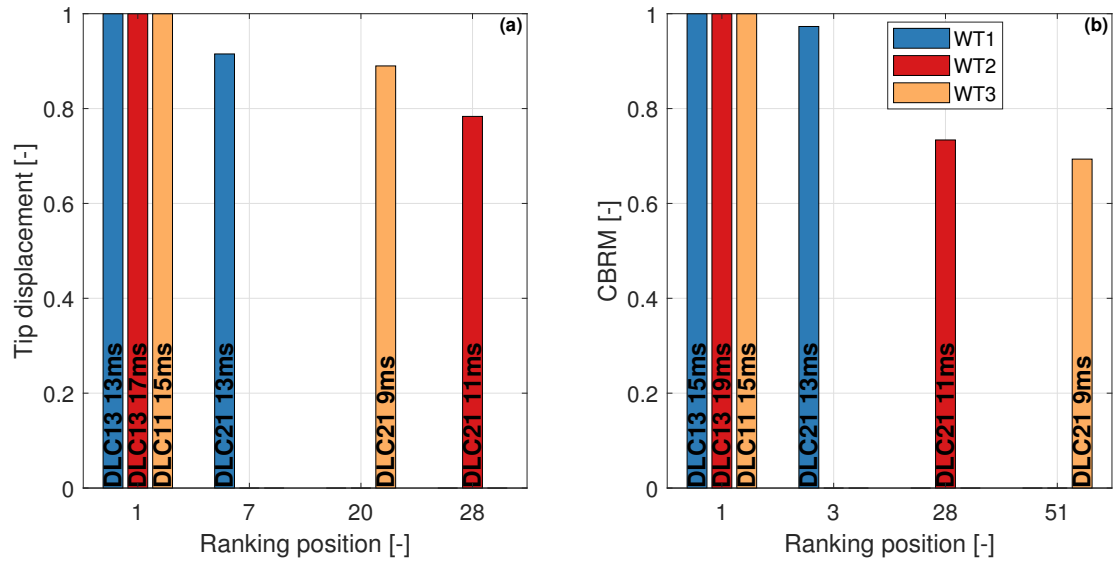 (a)
1
0.8
0.6
0.4
0.2
0
Tip displacement [-]
DLC13 13ms
DLC13 17ms
DLC11 15ms
DLC21 13ms
DLC21 9ms
DLC21 11ms
1 7 20 28
Ranking position [-]
(b)
WT1
WT2
WT3
1
0.8
0.6
0.4
0.2
0
CBRM [-]
DLC13 15ms
DLC13 19ms
DLC11 15ms
DLC21 13ms
DLC21 11ms
DLC21 9ms
1 3 28 51
Ranking position [-]